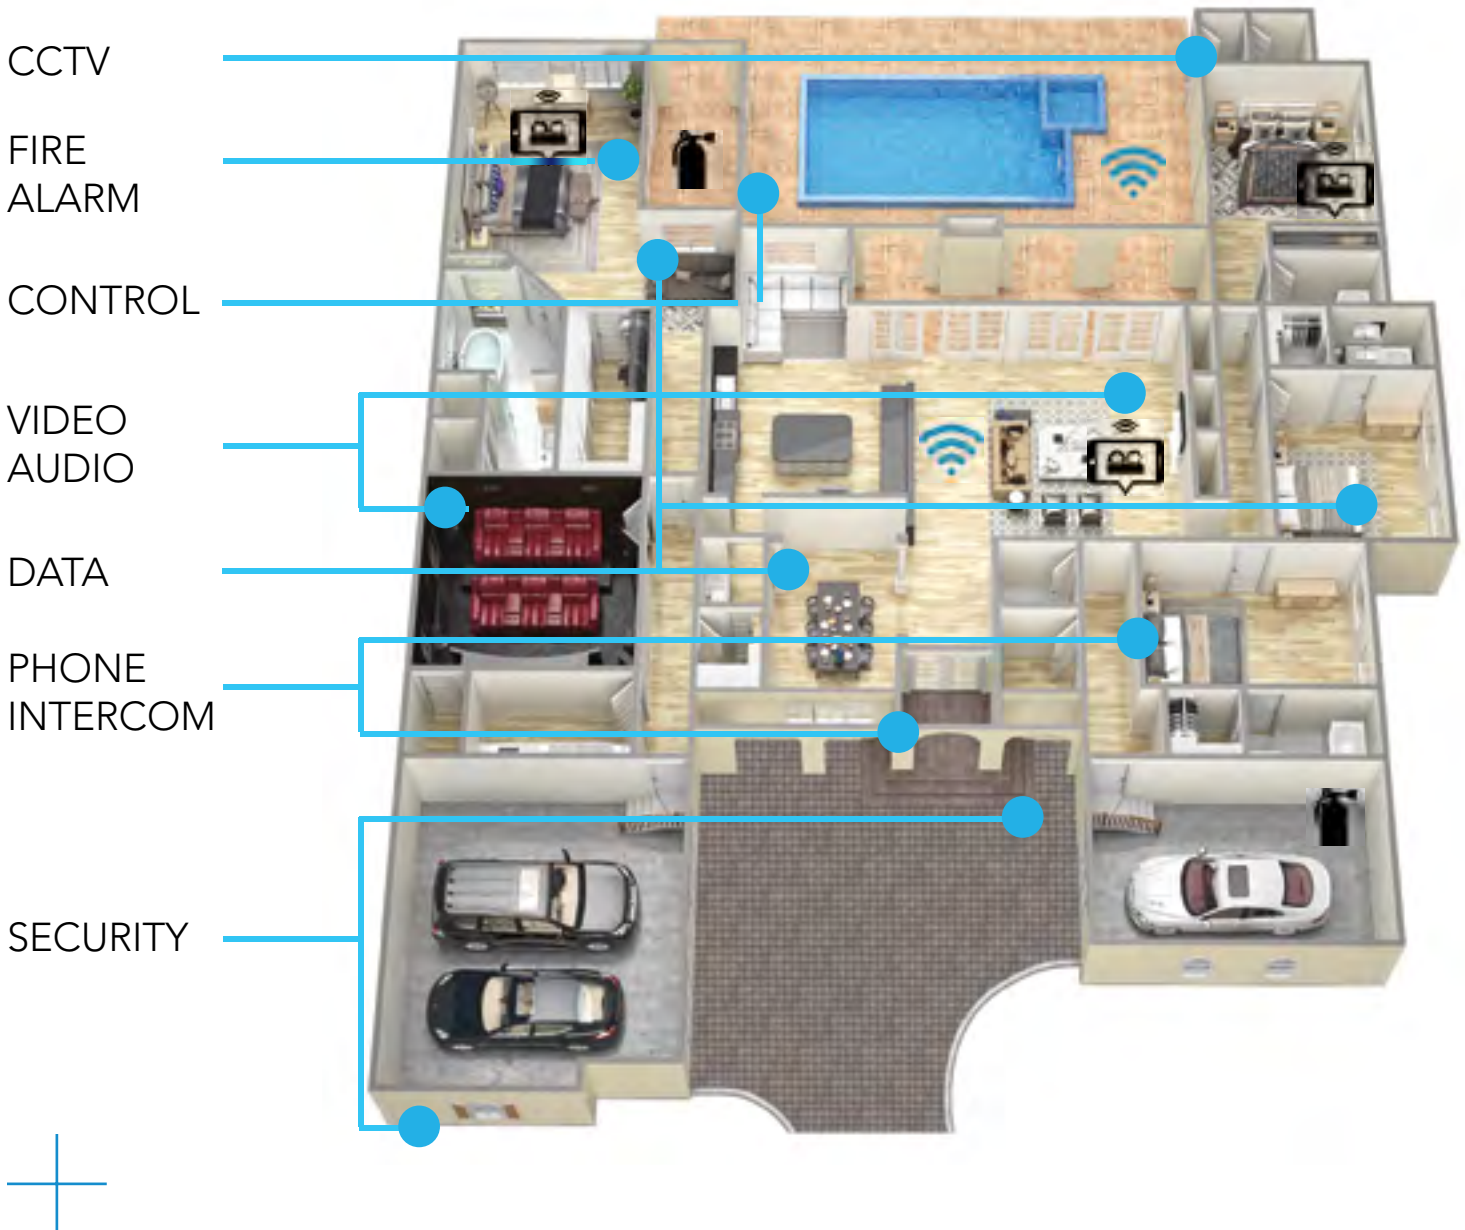 CCTV
FIRE
ALARM
CONTROL
VIDEO
AUDIO
DATA
PHONE
INTERCOM
SECURITY